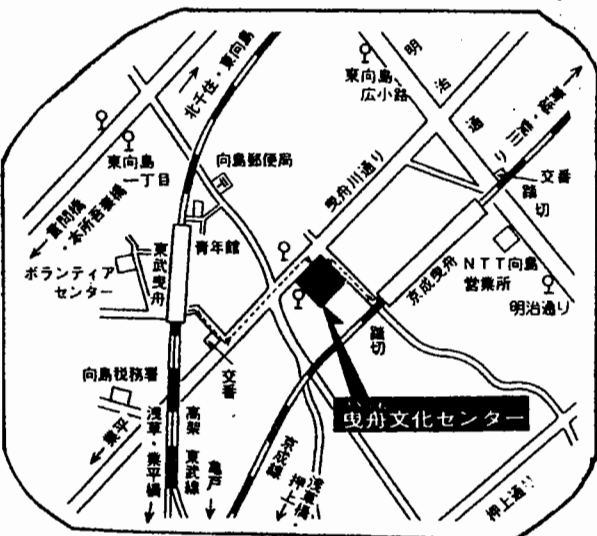 明治通り
東向島
広小路
北千住・東向島
東向島
一丁目
向島郵便局
曳舟川通り
交番
踏切
言問橋・本所吾妻橋
東武曳舟
青年館
ボランティア
センター
京成曳舟
NTT向島
営業所
明治通り
踏切
交番
向島税務署
曳舟文化センター
業平
浅草・業平橋
高架
東武線
亀戸
京成線
浅草橋・押上
押上通り